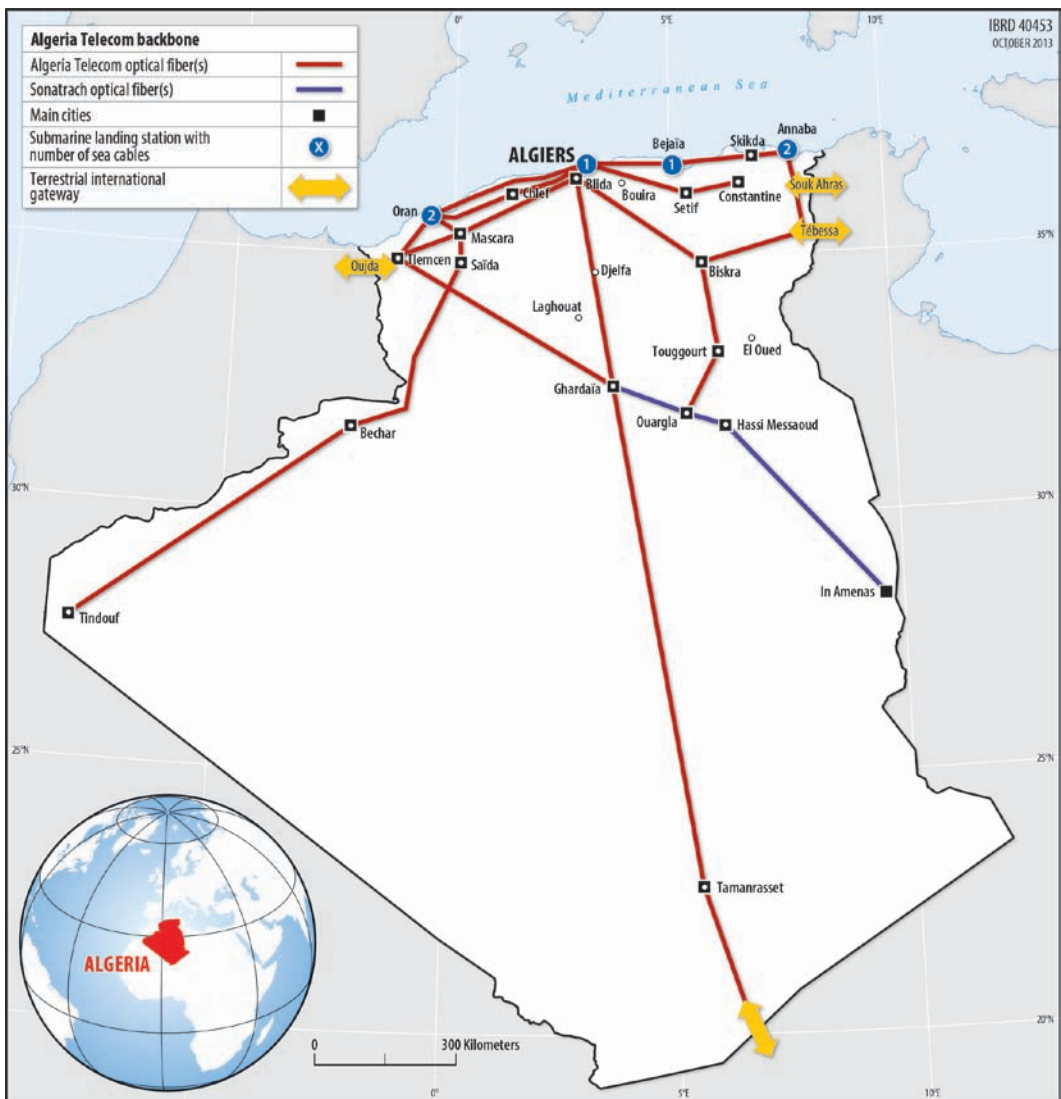 Algeria Telecom backbone
Algeria Telecom optical fiber(s)
Sonatrach optical fiber(s)
Main cities
Submarine landing station with
number of sea cables
X
Terrestrial international
gateway
0°
5°E
10°E
IBRD 40453
OCTOBER 2013
Mediterranean Sea
ALGIERS
1
Bejaïa
1
Skikda
Annaba
2
Blida
Bouira
Setif
Constantine
Souk Ahras
Chlef
Oran
2
Mascara
Tébessa
35°N
35°N
Oujda
Tlemcen
Saïda
Djelfa
Biskra
Laghouat
Touggourt
El Oued
Ghardaïa
Ouargla
Hassi Messaoud
Bechar
30°N
30°N
In Amenas
Tindouf
25°N
25°N
Tamanrasset
ALGERIA
20°N
0
300 Kilometers
0°
5°E
10°E